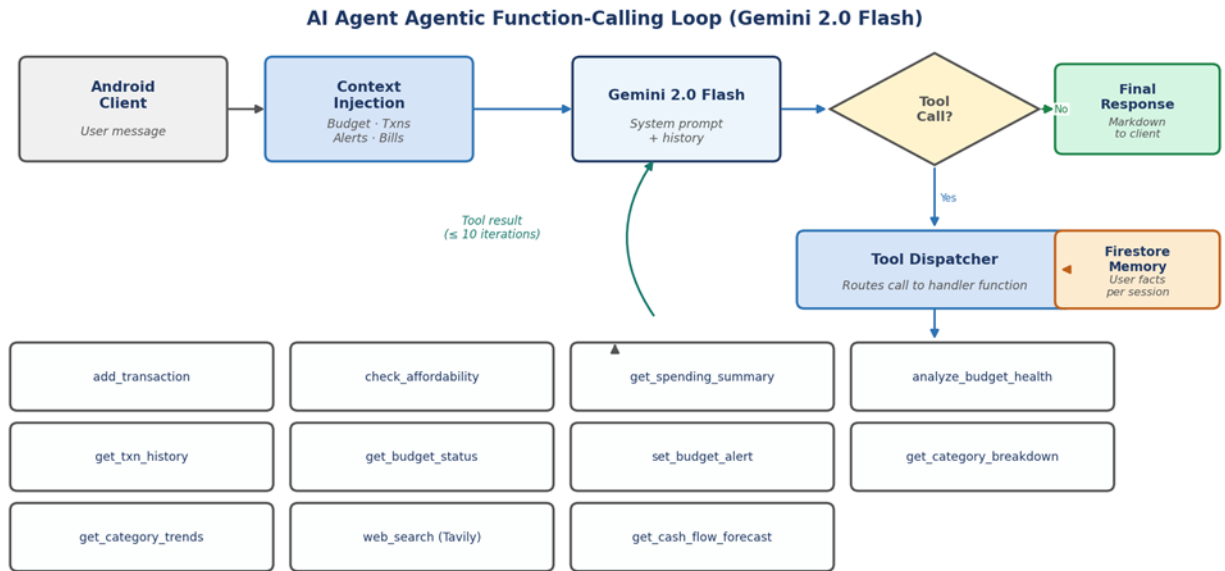 AI Agent Agentic Function-Calling Loop (Gemini 2.0 Flash)
Android
Client
User message
Context
Injection
Budget · Txns
Alerts · Bills
Gemini 2.0 Flash
System prompt
+ history
Tool
Call?
No
Final
Response
Markdown
to client
Yes
Tool result
(≤ 10 iterations)
Tool Dispatcher
Routes call to handler function
Firestore
Memory
User facts
per session
add_transaction
check_affordability
get_spending_summary
analyze_budget_health
get_txn_history
get_budget_status
set_budget_alert
get_category_breakdown
get_category_trends
web_search (Tavily)
get_cash_flow_forecast